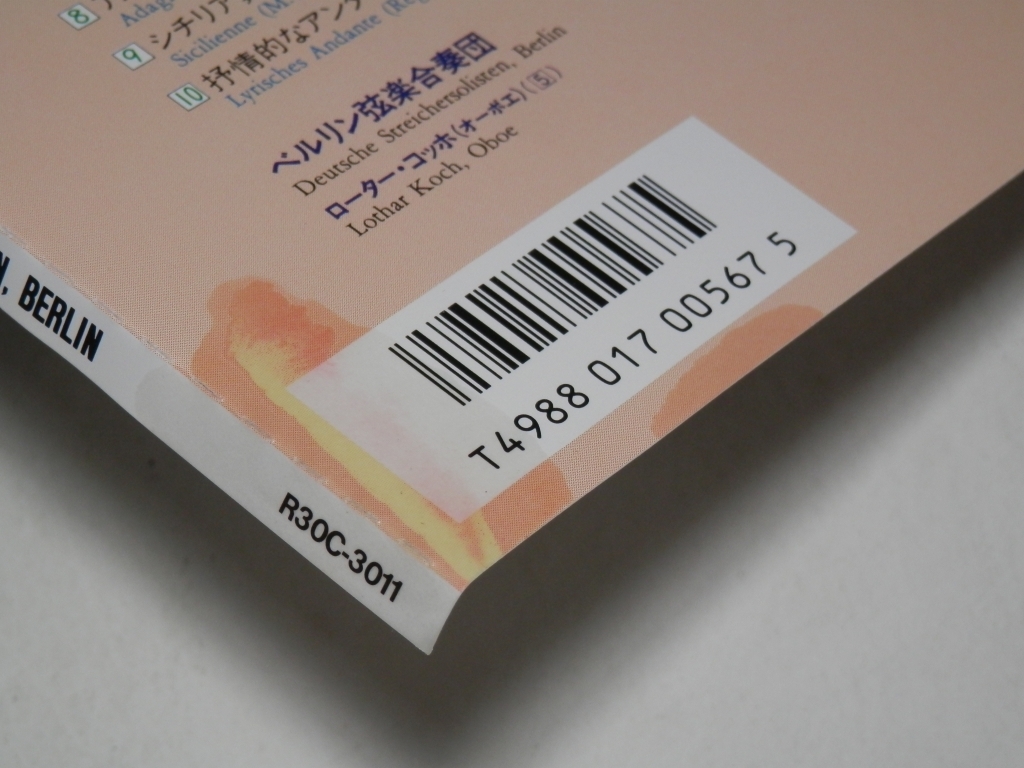 8
Adag
9 シチリア
Sicilienne (M.
10 抒情的なアンダ
Lyrisches Andante (Reg
ベルリン弦楽合奏団
Deutsche Streichersolisten, Berlin
ローター・コッホ(オーボエ)(5)
Lothar Koch, Oboe
T4988 017 00567 5
N, BERLIN
R30C-3011